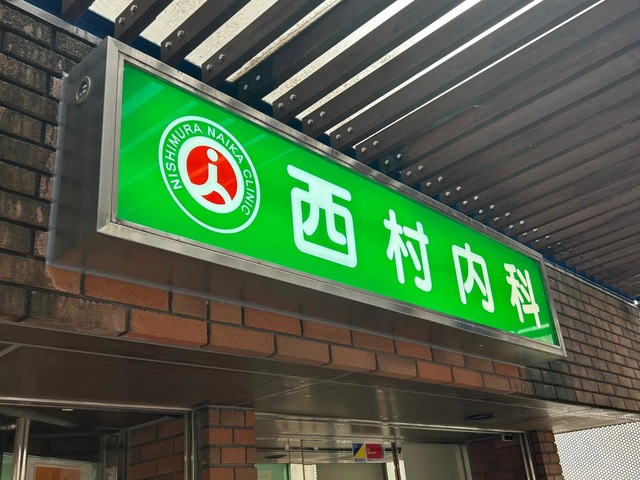 NISHIMURA NAIKA CLINIC
西村内科